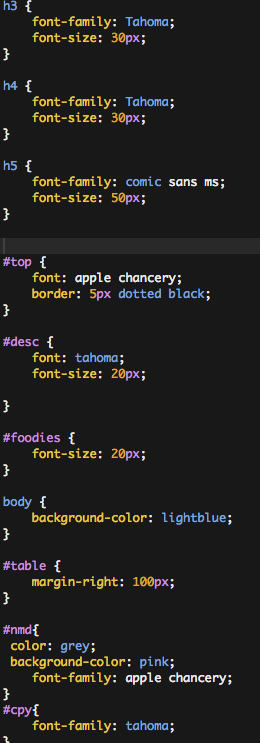 h3 {
    font-family: Tahoma;
    font-size: 30px;
}
h4 {
    font-family: Tahoma;
    font-size: 30px;
}
h5 {
    font-family: comic sans ms;
    font-size: 50px;
}
#top {
    font: apple chancery;
    border: 5px dotted black;
}
#desc {
    font: tahoma;
    font-size: 20px;
}
#foodies {
    font-size: 20px;
}
body {
    background-color: lightblue;
}
#table {
    margin-right: 100px;
}
#nmd{
 color: grey;
 background-color: pink;
    font-family: apple chancery;
}
#cpy{
    font-family: tahoma;
}